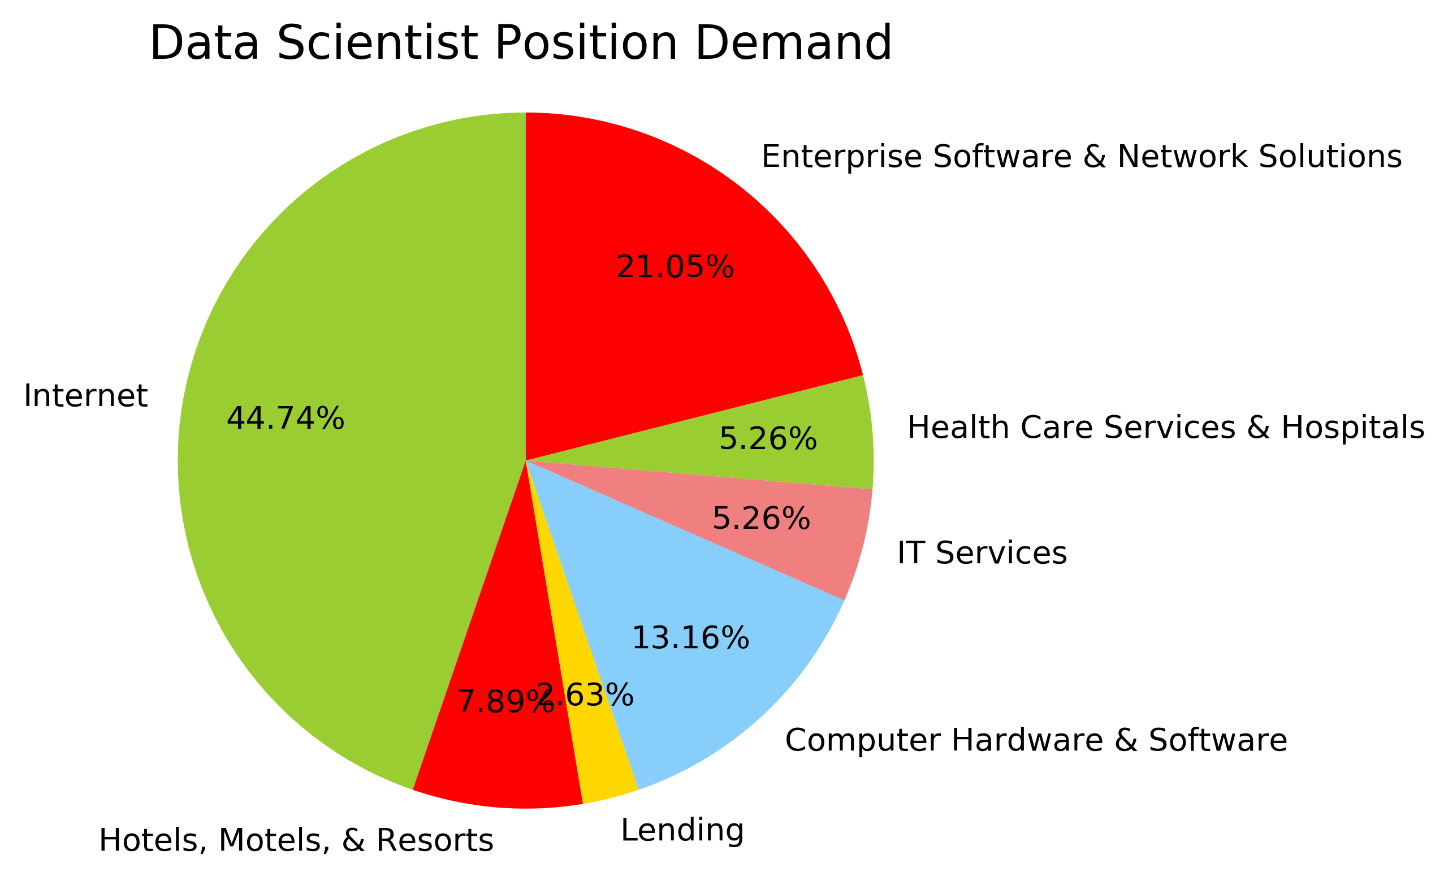 Data Scientist Position Demand
Enterprise Software & Network Solutions
21.05%
Internet
44.74%
Health Care Services & Hospitals
5.26%
IT Services
5.26%
13.16%
Computer Hardware & Software
7.89%
2.63%
Hotels, Motels, & Resorts
Lending